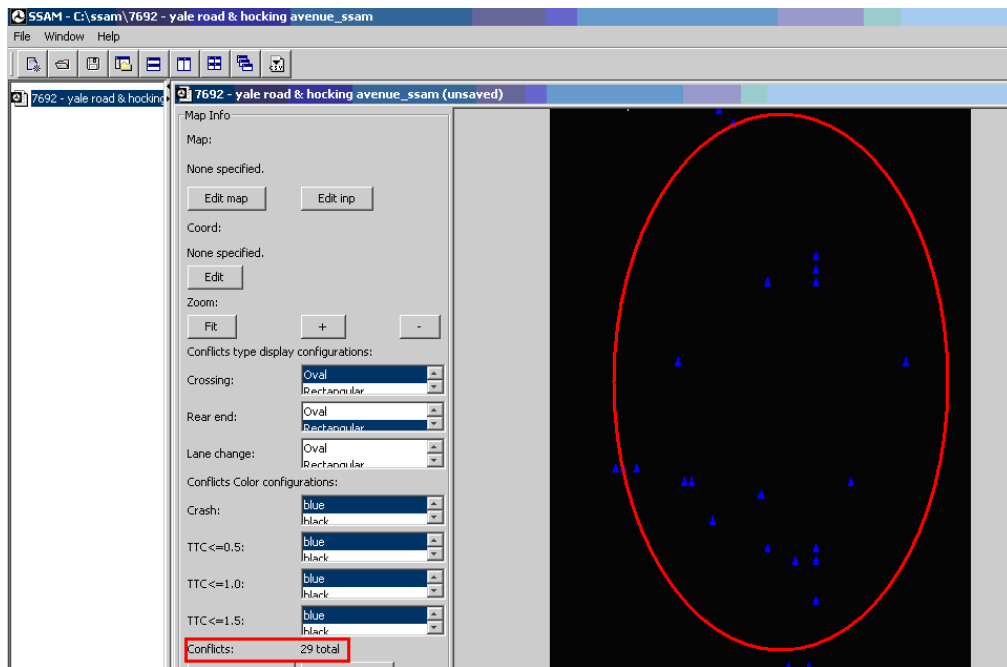 SSAM - C:\ssam\7692 - yale road & hocking avenue_ssam
File Window Help
7692 - yale road & hocking
7692 - yale road & hocking avenue_ssam (unsaved)
Map Info
Map:
None specified.
Edit map Edit inp
Coord:
None specified.
Edit
Zoom:
Fit + -
Conflicts type display configurations:
Crossing: Oval
Rectangular
Rear end: Oval
Rectangular
Lane change: Oval
Rectangular
Conflicts Color configurations:
Crash: blue
black
TTC<=0.5: blue
black
TTC<=1.0: blue
black
TTC<=1.5: blue
black
Conflicts: 29 total